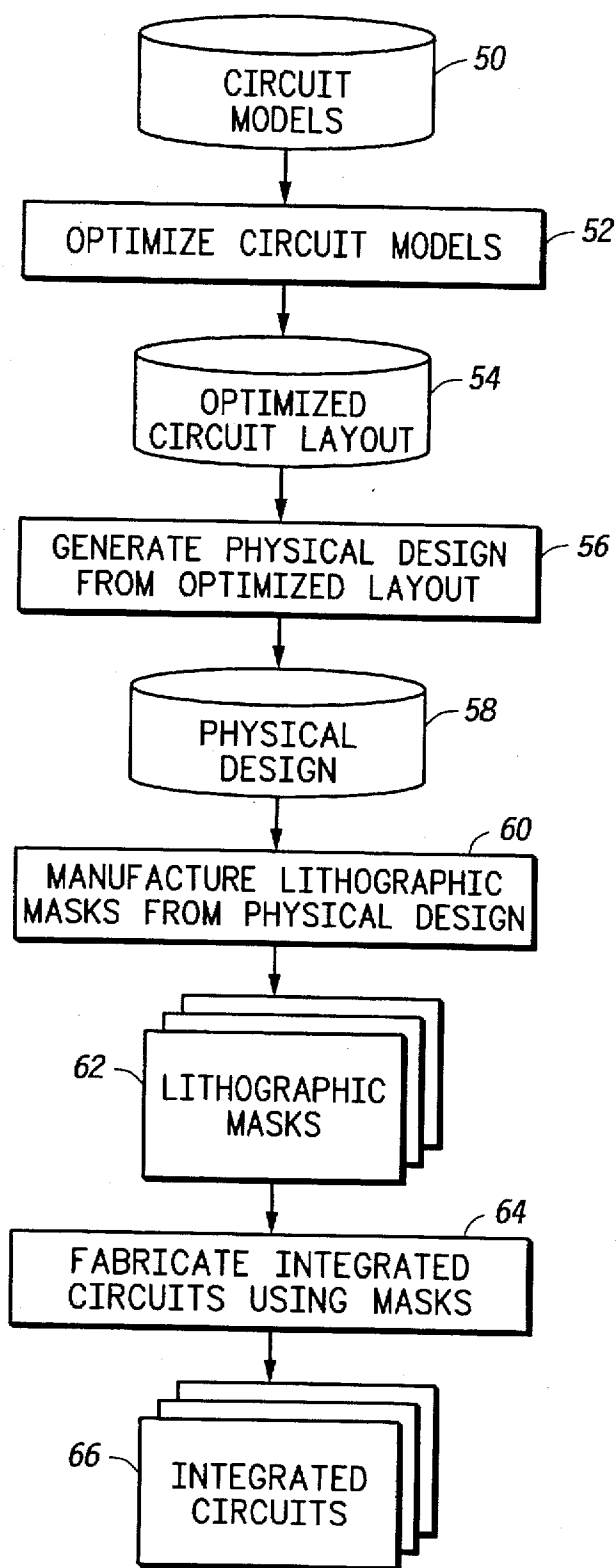 50
CIRCUIT
MODELS
OPTIMIZE CIRCUIT MODELS
52
54
OPTIMIZED
CIRCUIT LAYOUT
GENERATE PHYSICAL DESIGN
FROM OPTIMIZED LAYOUT
56
58
PHYSICAL
DESIGN
60
MANUFACTURE LITHOGRAPHIC
MASKS FROM PHYSICAL DESIGN
62
LITHOGRAPHIC
MASKS
64
FABRICATE INTEGRATED
CIRCUITS USING MASKS
66
INTEGRATED
CIRCUITS